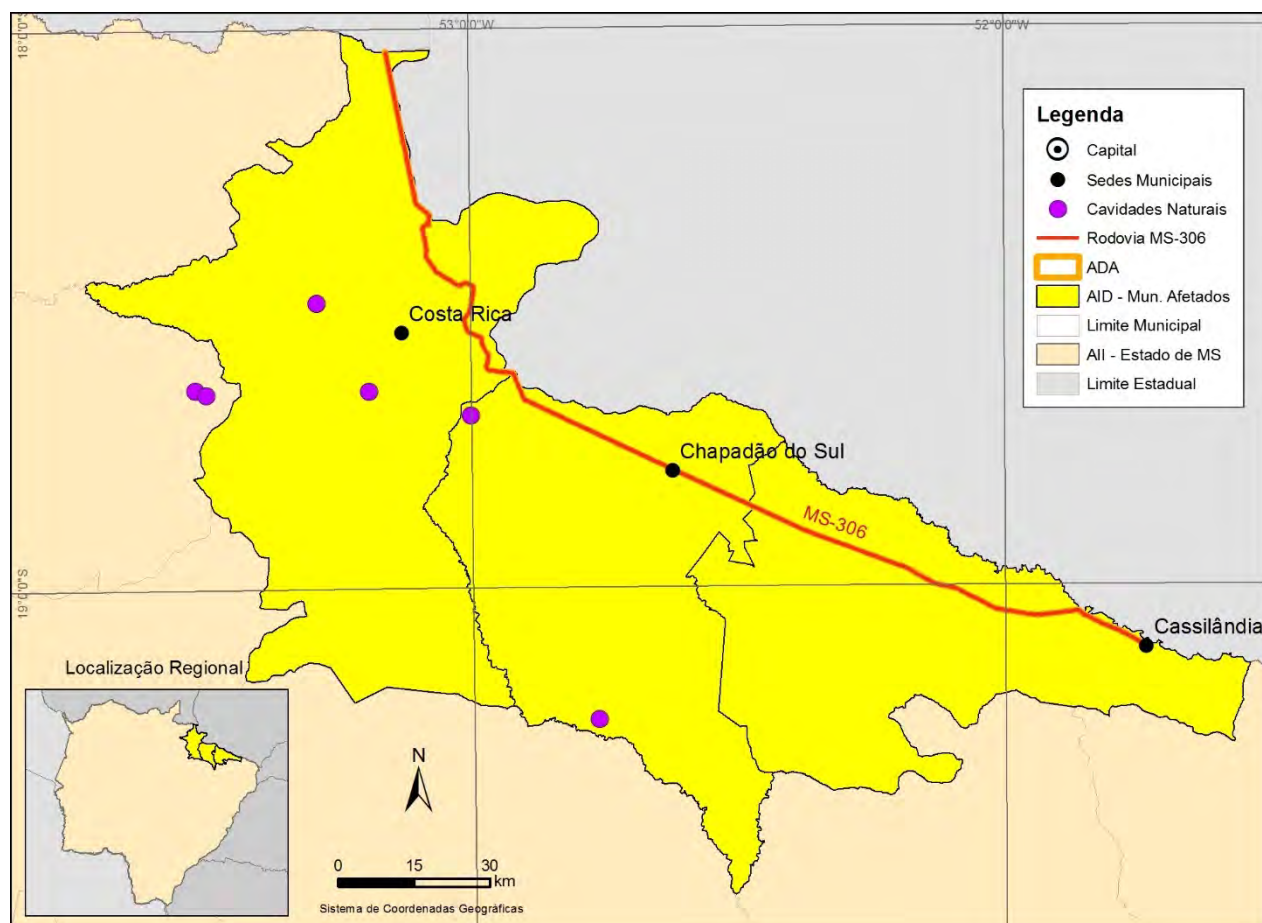 53°0'0"W
52°0'0"W
18°0'0"S
Legenda
Capital
Sedes Municipais
Cavidades Naturais
Rodovia MS-306
ADA
AID - Mun. Afetados
Limite Municipal
AII - Estado de MS
Limite Estadual
Costa Rica
Chapadão do Sul
MS-306
19°0'0"S
Cassilândia
Localização Regional
N
0 15 30
km
Sistema de Coordenadas Geográficas